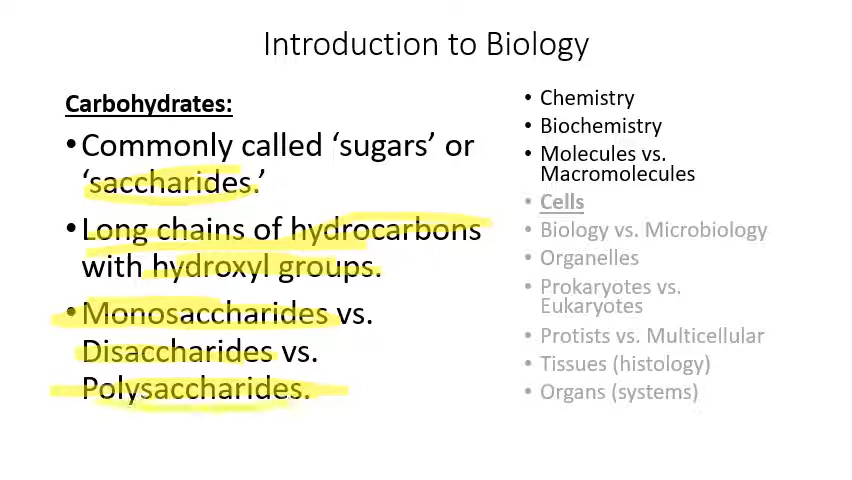 Introduction to Biology
Carbohydrates:
• Commonly called ‘sugars’ or
‘saccharides.’
• Long chains of hydrocarbons
with hydroxyl groups.
• Monosaccharides vs.
Disaccharides vs.
Polysaccharides.
• Chemistry
• Biochemistry
• Molecules vs.
Macromolecules
• Cells
• Biology vs. Microbiology
• Organelles
• Prokaryotes vs.
Eukaryotes
• Protists vs. Multicellular
• Tissues (histology)
• Organs (systems)